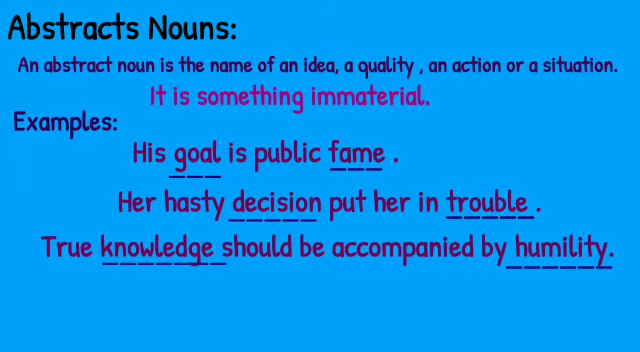 Abstracts Nouns:
An abstract noun is the name of an idea, a quality , an action or a situation.
It is something immaterial.
Examples:
His goal is public fame .
Her hasty decision put her in trouble .
True knowledge should be accompanied by humility.